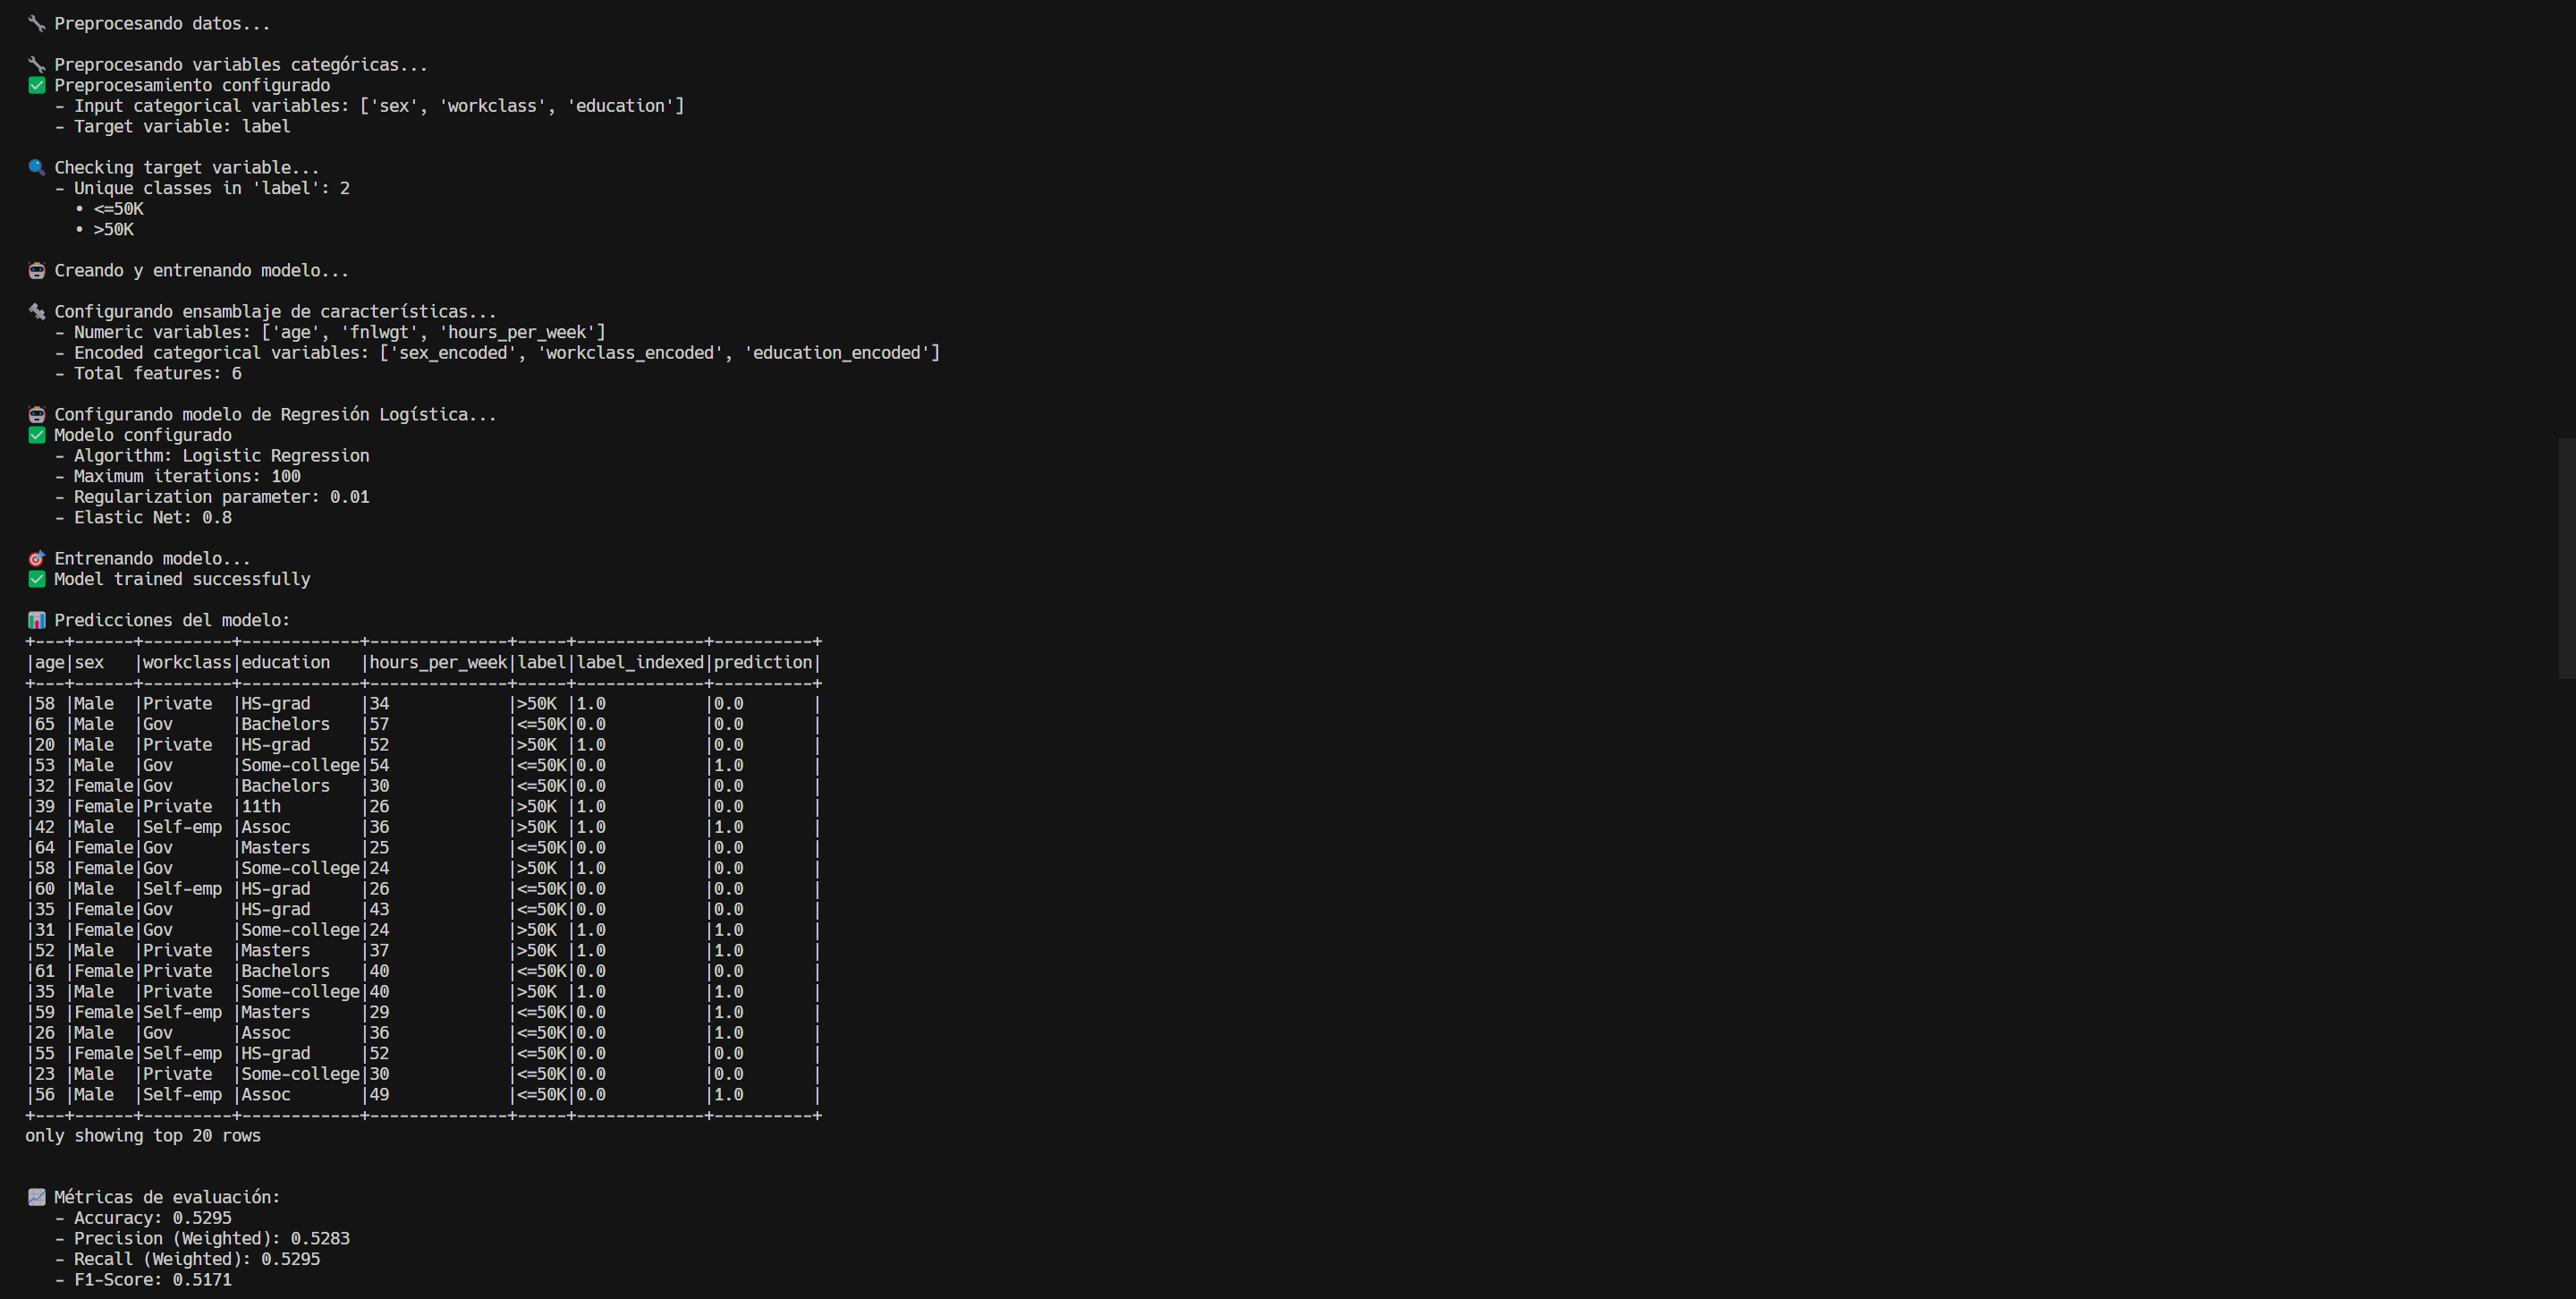 🔧 Preprocesando datos...
🔧 Preprocesando variables categóricas...
✅ Preprocesamiento configurado
   - Input categorical variables: ['sex', 'workclass', 'education']
   - Target variable: label
🔍 Checking target variable...
   - Unique classes in 'label': 2
     • <=50K
     • >50K
🤖 Creando y entrenando modelo...
🔩 Configurando ensamblaje de características...
   - Numeric variables: ['age', 'fnlwgt', 'hours_per_week']
   - Encoded categorical variables: ['sex_encoded', 'workclass_encoded', 'education_encoded']
   - Total features: 6
🤖 Configurando modelo de Regresión Logística...
✅ Modelo configurado
   - Algorithm: Logistic Regression
   - Maximum iterations: 100
   - Regularization parameter: 0.01
   - Elastic Net: 0.8
🎯 Entrenando modelo...
✅ Model trained successfully
📊 Predicciones del modelo:
+---+------+---------+------------+--------------+-----+-------------+----------+
|age|sex   |workclass|education   |hours_per_week|label|label_indexed|prediction|
+---+------+---------+------------+--------------+-----+-------------+----------+
|58 |Male  |Private  |HS-grad     |34            |>50K |1.0          |0.0       |
|65 |Male  |Gov      |Bachelors   |57            |<=50K|0.0          |0.0       |
|20 |Male  |Private  |HS-grad     |52            |>50K |1.0          |0.0       |
|53 |Male  |Gov      |Some-college|54            |<=50K|0.0          |1.0       |
|32 |Female|Gov      |Bachelors   |30            |<=50K|0.0          |0.0       |
|39 |Female|Private  |11th        |26            |>50K |1.0          |0.0       |
|42 |Male  |Self-emp |Assoc       |36            |>50K |1.0          |1.0       |
|64 |Female|Gov      |Masters     |25            |<=50K|0.0          |0.0       |
|58 |Female|Gov      |Some-college|24            |>50K |1.0          |0.0       |
|60 |Male  |Self-emp |HS-grad     |26            |<=50K|0.0          |0.0       |
|35 |Female|Gov      |HS-grad     |43            |<=50K|0.0          |0.0       |
|31 |Female|Gov      |Some-college|24            |>50K |1.0          |1.0       |
|52 |Male  |Private  |Masters     |37            |>50K |1.0          |1.0       |
|61 |Female|Private  |Bachelors   |40            |<=50K|0.0          |0.0       |
|35 |Male  |Private  |Some-college|40            |>50K |1.0          |1.0       |
|59 |Female|Self-emp |Masters     |29            |<=50K|0.0          |1.0       |
|26 |Male  |Gov      |Assoc       |36            |<=50K|0.0          |1.0       |
|55 |Female|Self-emp |HS-grad     |52            |<=50K|0.0          |0.0       |
|23 |Male  |Private  |Some-college|30            |<=50K|0.0          |0.0       |
|56 |Male  |Self-emp |Assoc       |49            |<=50K|0.0          |1.0       |
+---+------+---------+------------+--------------+-----+-------------+----------+
only showing top 20 rows
📈 Métricas de evaluación:
   - Accuracy: 0.5295
   - Precision (Weighted): 0.5283
   - Recall (Weighted): 0.5295
   - F1-Score: 0.5171